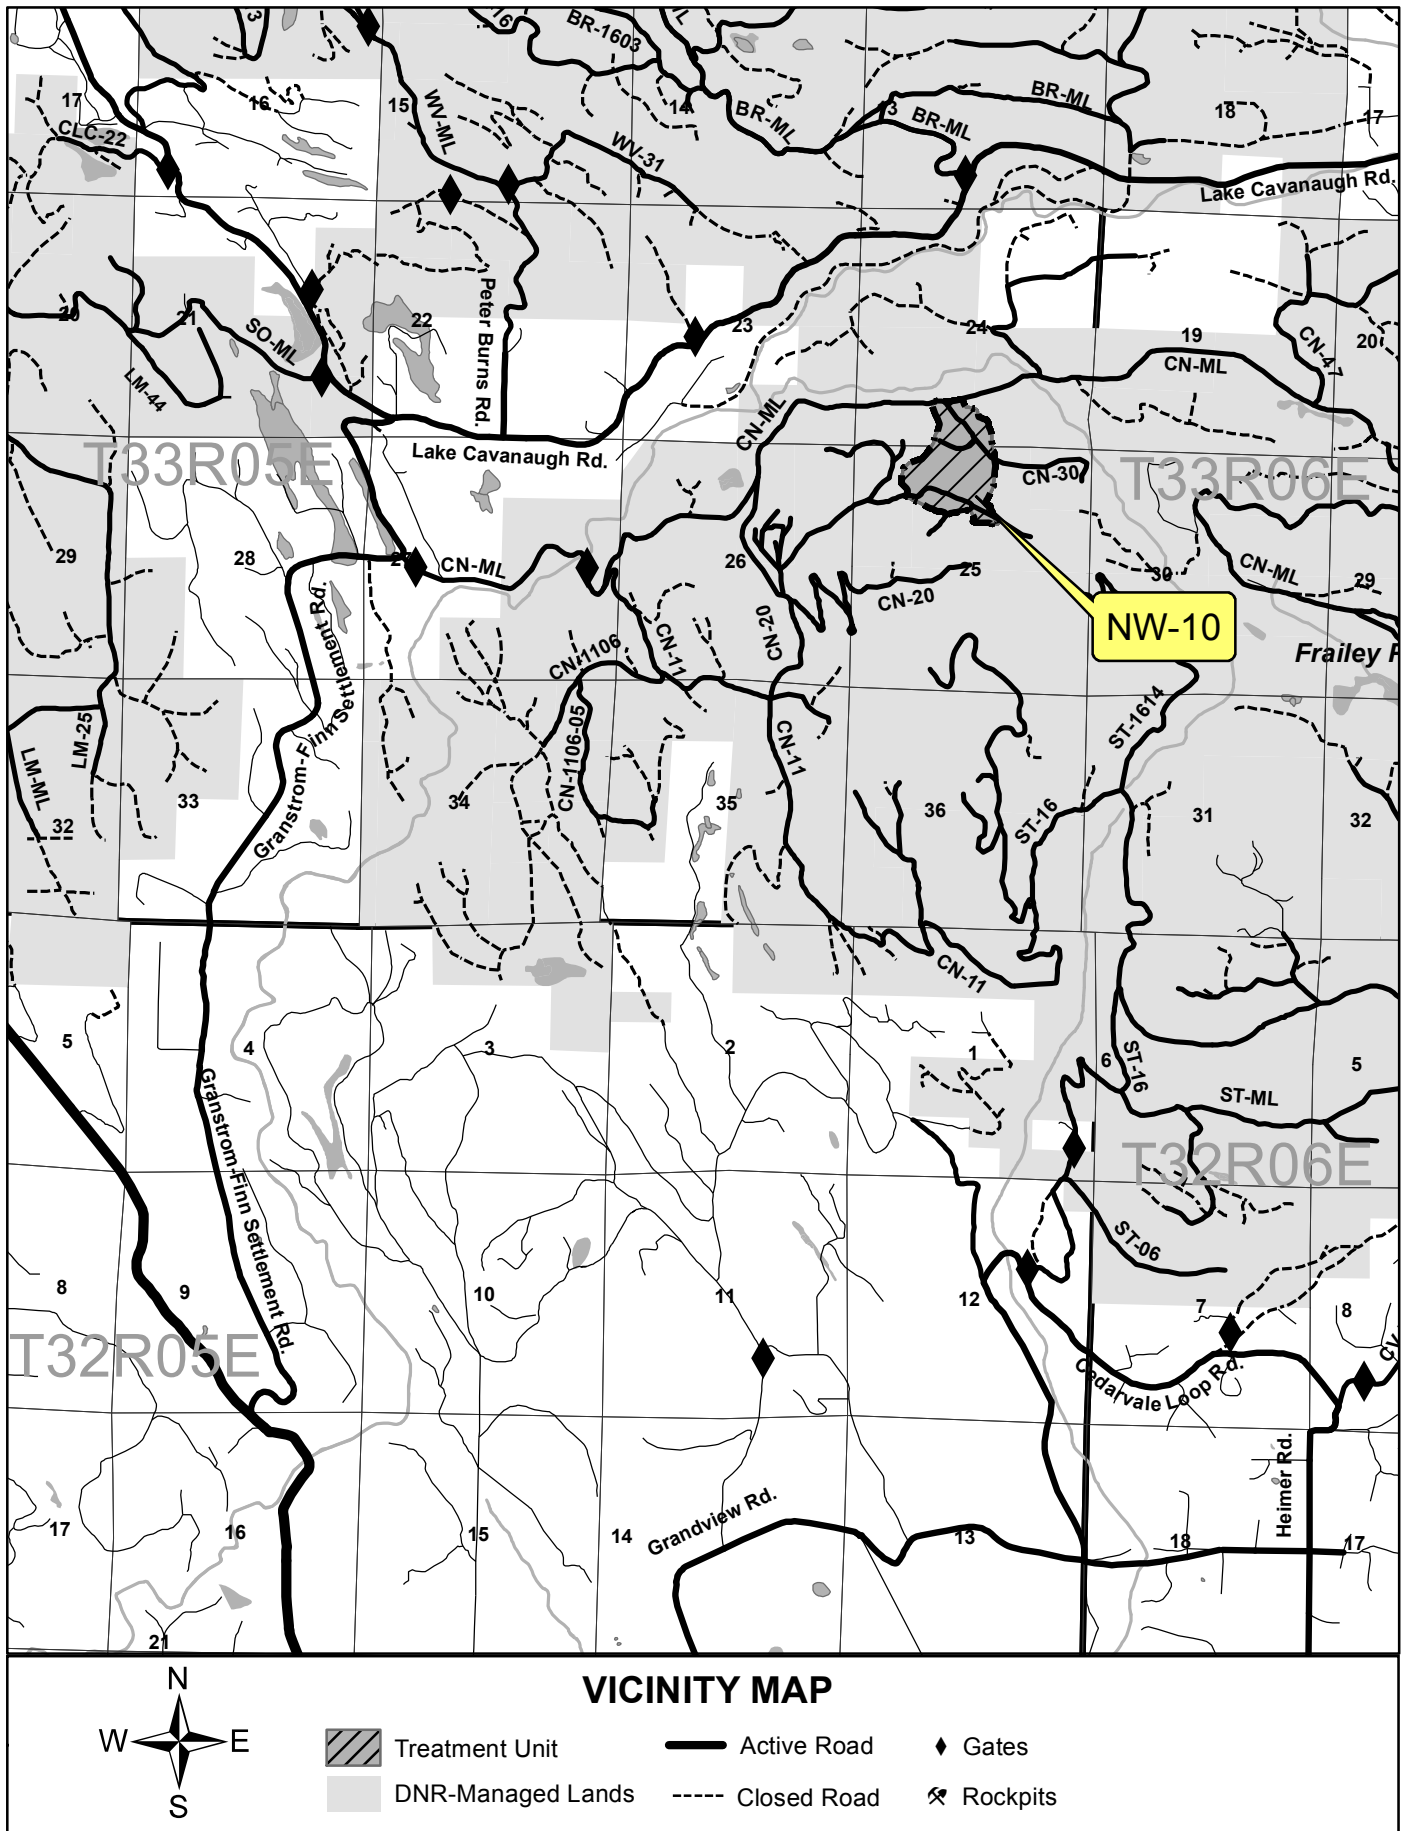 16
BR-1603
3
17
16
15
WV-ML
14
BR-ML
13
BR-ML
BR-ML
18
17
CLC-22
WV-31
Lake Cavanaugh Rd.
20
21
SO-ML
22
Peter Burns Rd.
23
24
19
CN-ML
CN-47
20
LM-44
CN-ML
T33R05E
Lake Cavanaugh Rd.
CN-30
T33R06E
29
28
27
CN-ML
26
CN-20
25
30
CN-ML
29
CN-20
NW-10
Granstrom-Finn Settlement Rd.
CN-1106
CN-11
Frailey
LM-25
LM-ML
CN-1106-05
CN-11
ST-1614
33
34
35
36
ST-16
31
32
32
CN-11
5
4
3
2
1
6
ST-16
5
ST-ML
Granstrom-Finn Settlement Rd.
T32R06E
ST-06
8
9
10
11
12
7
8
CV
T32R05E
Cedarvale Loop Rd.
Heimer Rd.
Grandview Rd.
17
16
15
14
13
18
17
21
VICINITY MAP
N
W E
S
Treatment Unit
Active Road
Gates
DNR-Managed Lands
Closed Road
Rockpits